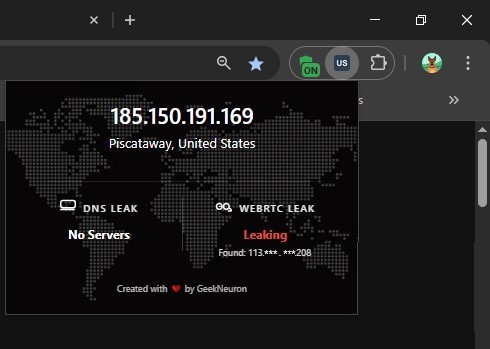 ON
US
s
185.150.191.169
Piscataway, United States
DNS LEAK
WEBRTC LEAK
No Servers
Leaking
Found: 113.*** . ***208
Created with ❤ by GeekNeuron